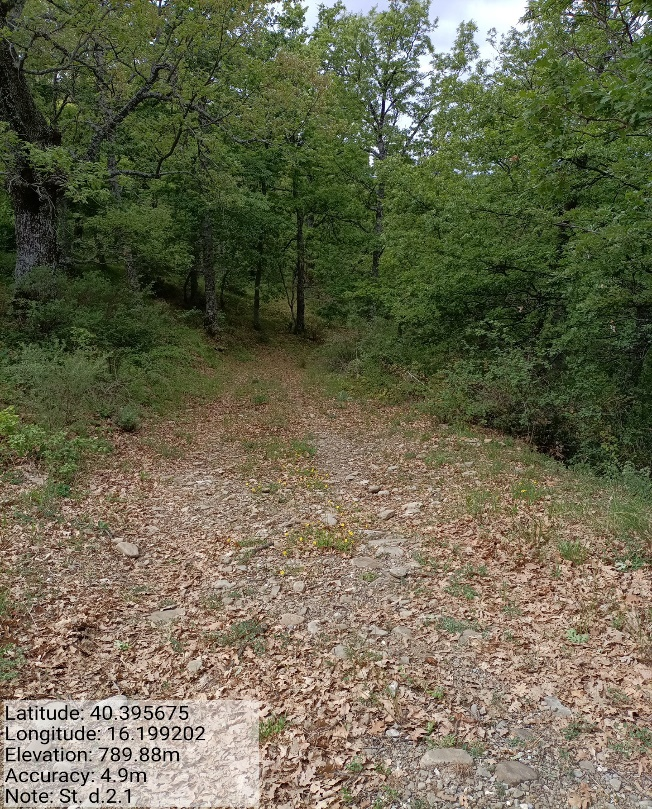 Latitude: 40.395675
Longitude: 16.199202
Elevation: 789.88m
Accuracy: 4.9m
Note: St. d.2.1